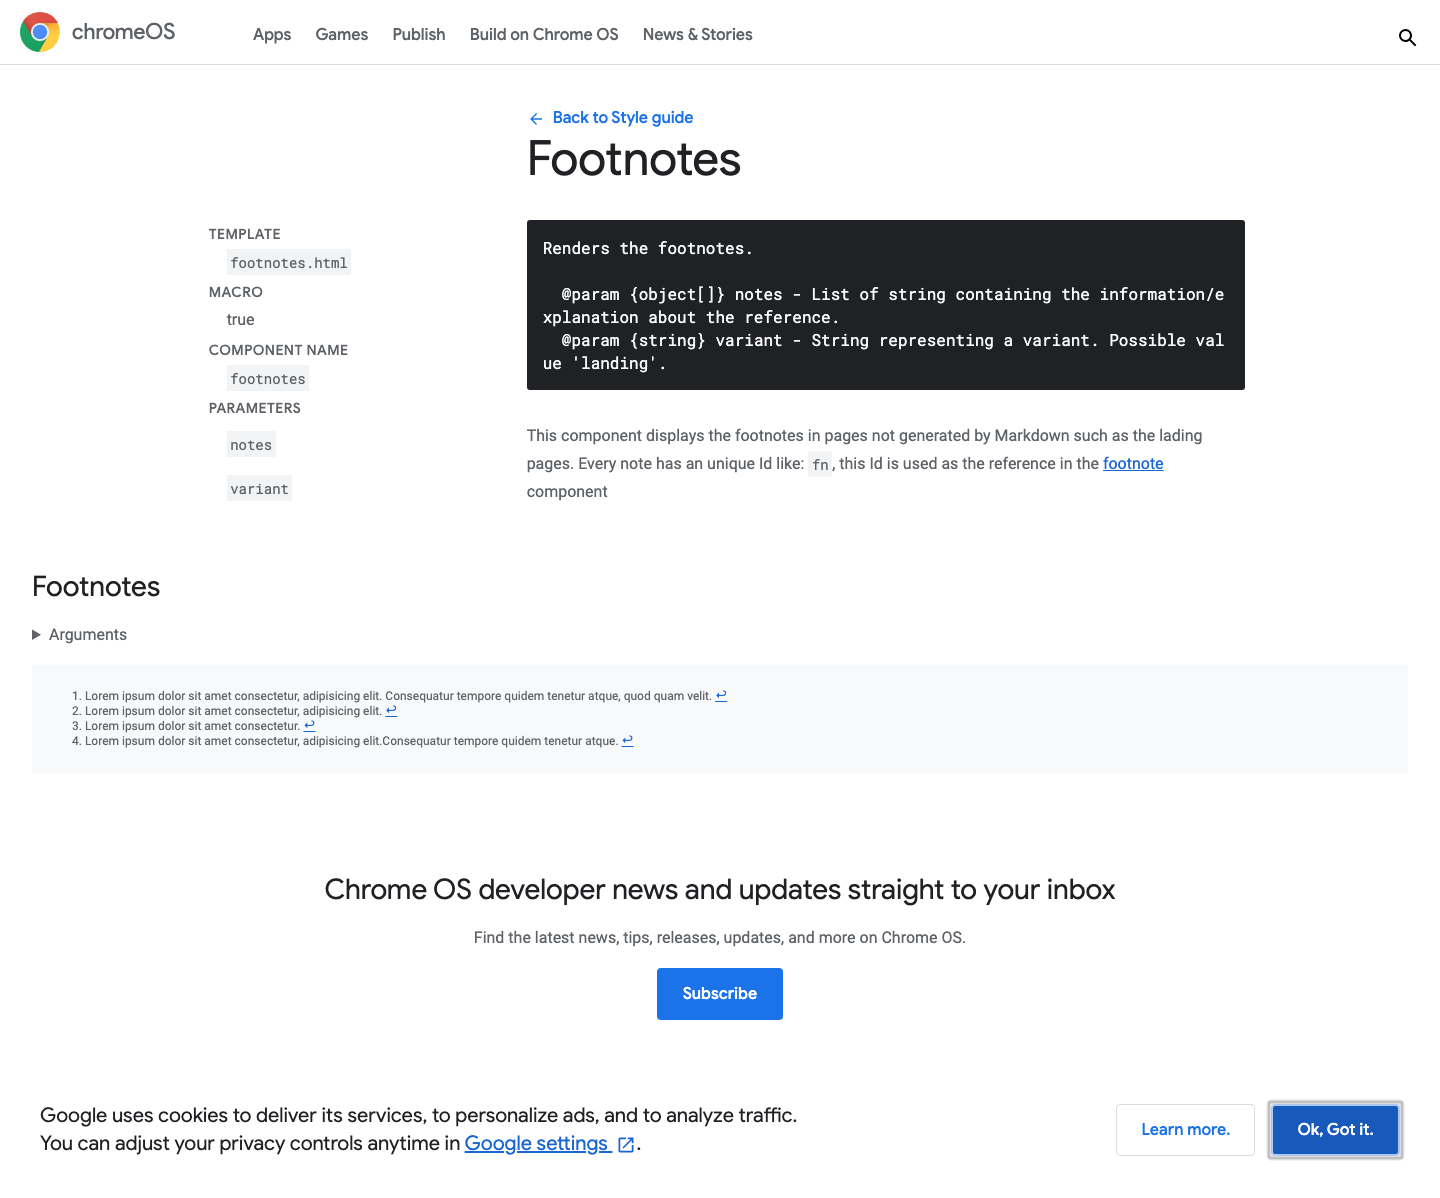 chromeOS
Apps Games Publish Build on Chrome OS News & Stories
← Back to Style guide
Footnotes
TEMPLATE
footnotes.html
MACRO
true
COMPONENT NAME
footnotes
PARAMETERS
notes
variant
Renders the footnotes.
@param {object[]} notes - List of string containing the information/e
xplanation about the reference.
@param {string} variant - String representing a variant. Possible val
ue 'landing'.
This component displays the footnotes in pages not generated by Markdown such as the lading
pages. Every note has an unique Id like: fn, this Id is used as the reference in the footnote
component
Footnotes
Arguments
1. Lorem ipsum dolor sit amet consectetur, adipisicing elit. Consequatur tempore quidem tenetur atque, quod quam velit. ↩
2. Lorem ipsum dolor sit amet consectetur, adipisicing elit. ↩
3. Lorem ipsum dolor sit amet consectetur. ↩
4. Lorem ipsum dolor sit amet consectetur, adipisicing elit.Consequatur tempore quidem tenetur atque. ↩
Chrome OS developer news and updates straight to your inbox
Find the latest news, tips, releases, updates, and more on Chrome OS.
Subscribe
Google uses cookies to deliver its services, to personalize ads, and to analyze traffic.
You can adjust your privacy controls anytime in Google settings.
Learn more.
Ok, Got it.